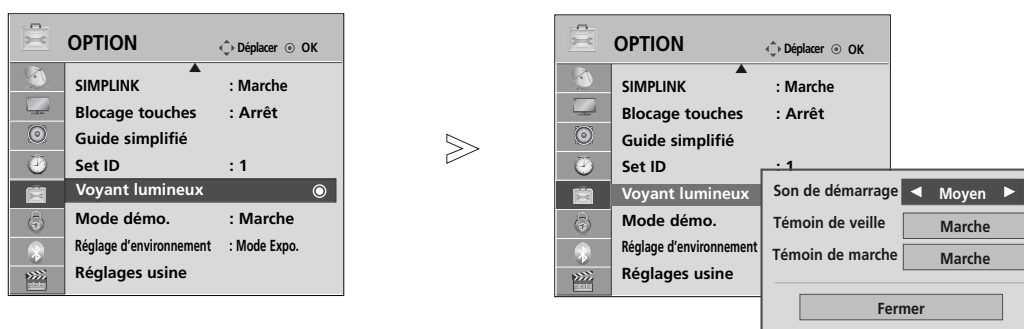 OPTION Déplacer OK
SIMPLINK : Marche
Blocage touches : Arrêt
Guide simplifié
Set ID : 1
Voyant lumineux
Mode démo. : Marche
Réglage d'environnement : Mode Expo.
Réglages usine
OPTION Déplacer OK
SIMPLINK : Marche
Blocage touches : Arrêt
Guide simplifié
Set ID : 1
Voyant lumineux
Mode démo.
Réglage d'environnement
Réglages usine
Son de démarrage Moyen
Témoin de veille Marche
Témoin de marche Marche
Fermer